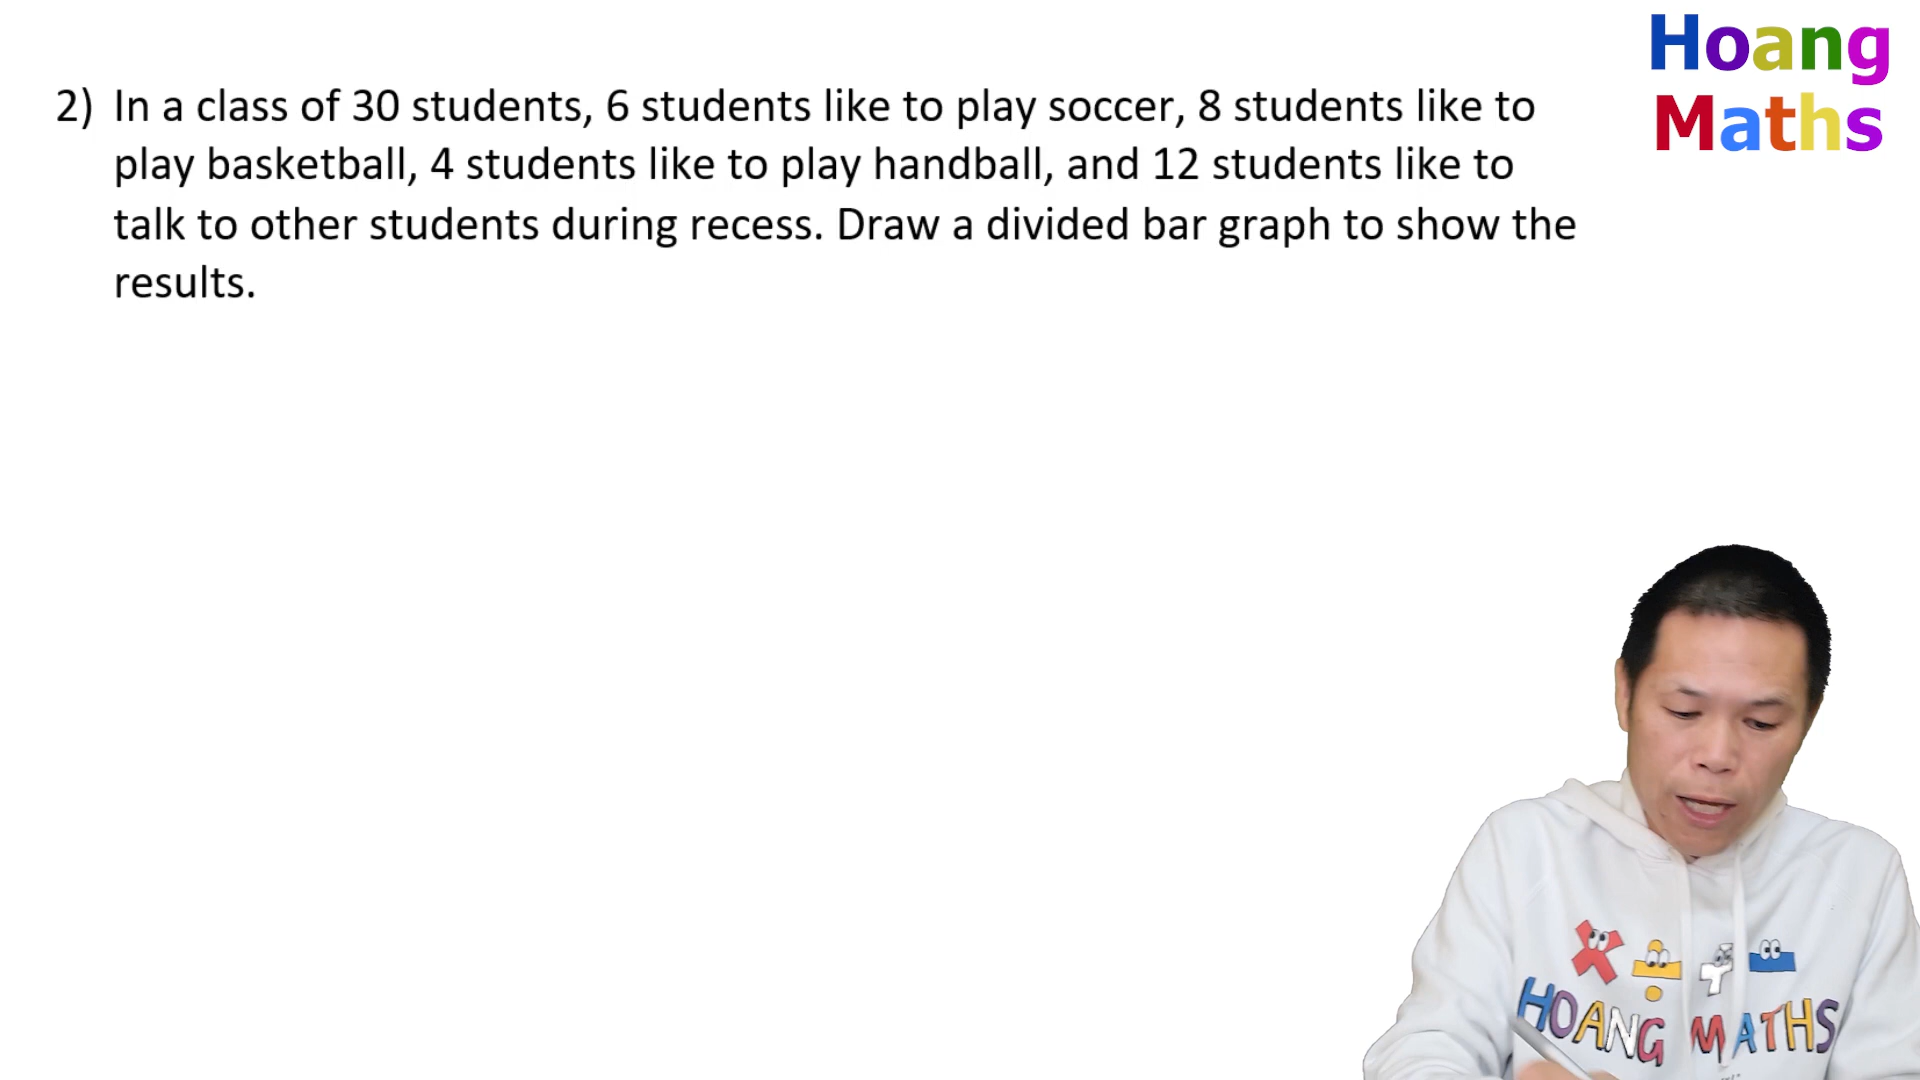 Hoang
Maths
2) In a class of 30 students, 6 students like to play soccer, 8 students like to
play basketball, 4 students like to play handball, and 12 students like to
talk to other students during recess. Draw a divided bar graph to show the
results.
HOANG MATHS